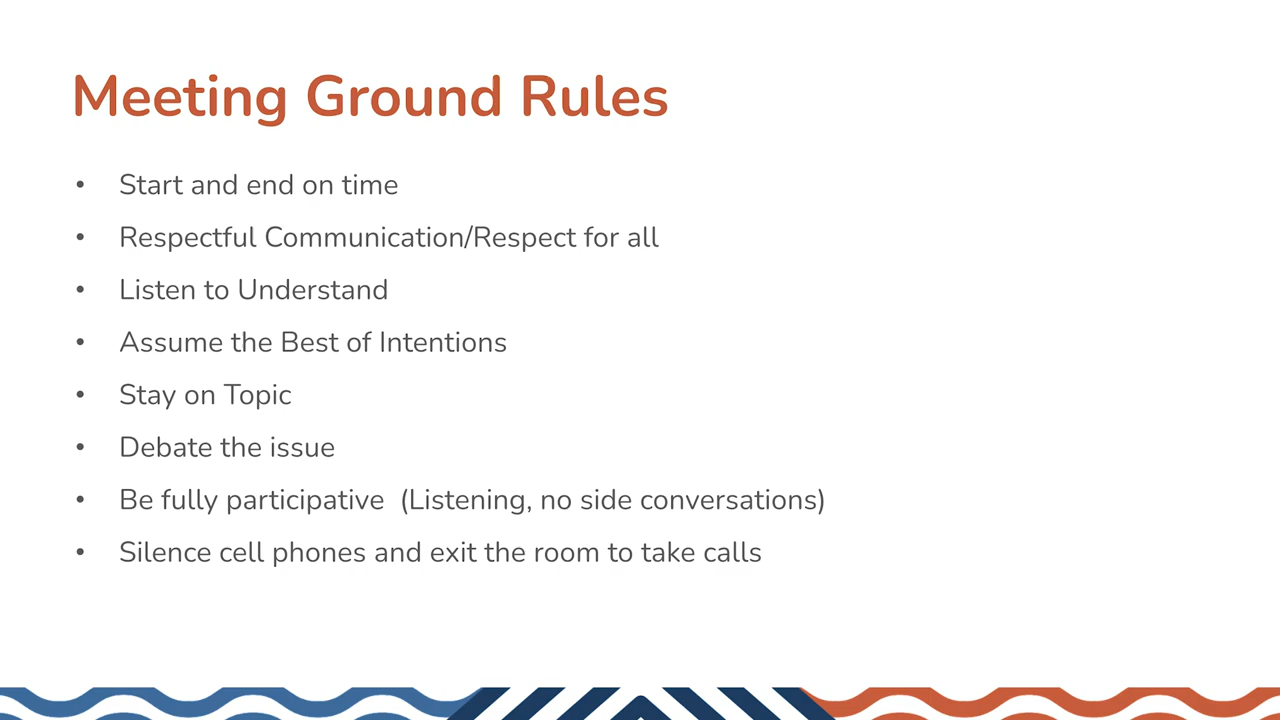 Meeting Ground Rules
• Start and end on time
• Respectful Communication/Respect for all
• Listen to Understand
• Assume the Best of Intentions
• Stay on Topic
• Debate the issue
• Be fully participative  (Listening, no side conversations)
• Silence cell phones and exit the room to take calls